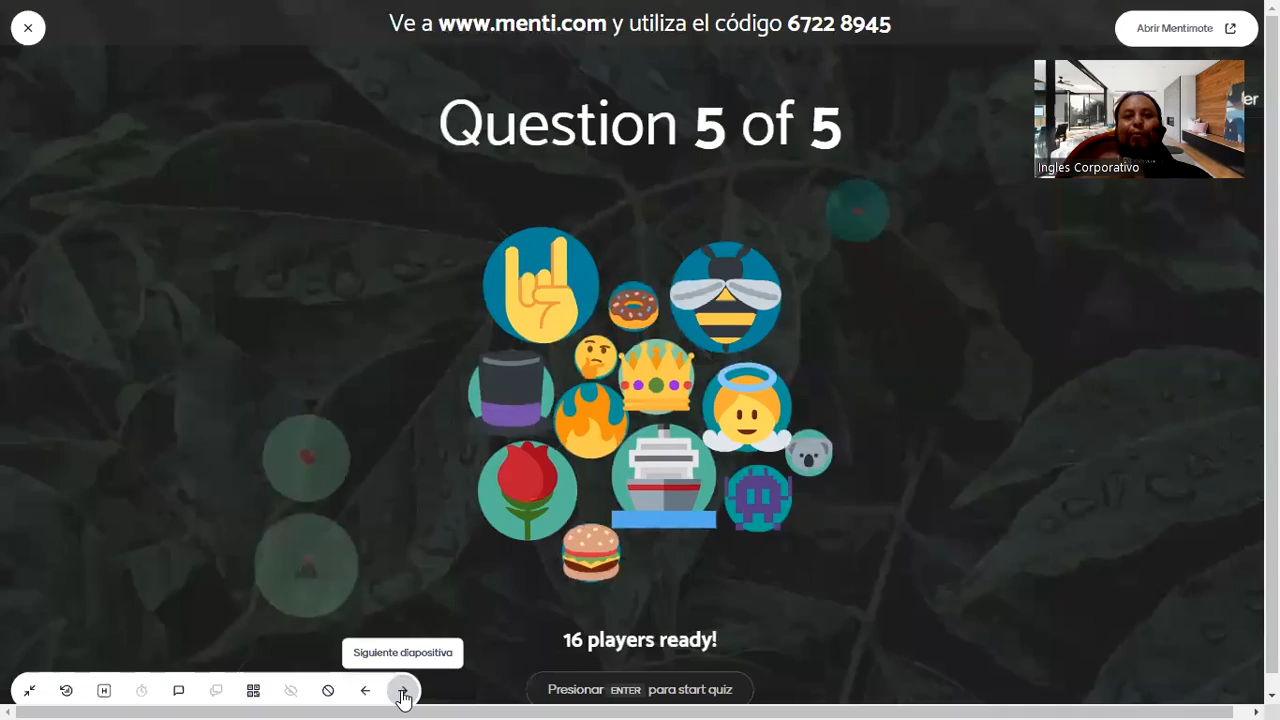 Ve a www.menti.com y utiliza el código 6722 8945
Abrir Mentimote
Question 5 of 5
er
Ingles Corporativo
16 players ready!
Siguiente diapositiva
H
Presionar ENTER para start quiz